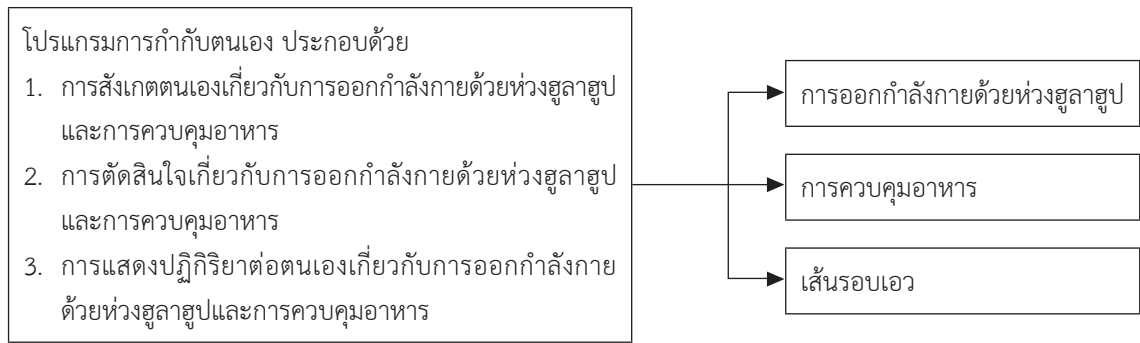 โปรแกรมการกำกับตนเอง ประกอบด้วย
1. การสังเกตตนเองเกี่ยวกับการออกกำลังกายด้วยห่วงฮูลาฮูป
และการควบคุมอาหาร
2. การตัดสินใจเกี่ยวกับการออกกำลังกายด้วยห่วงฮูลาฮูป
และการควบคุมอาหาร
3. การแสดงปฏิกิริยาต่อตนเองเกี่ยวกับการออกกำลังกาย
ด้วยห่วงฮูลาฮูปและการควบคุมอาหาร
การออกกำลังกายด้วยห่วงฮูลาฮูป
การควบคุมอาหาร
เส้นรอบเอว